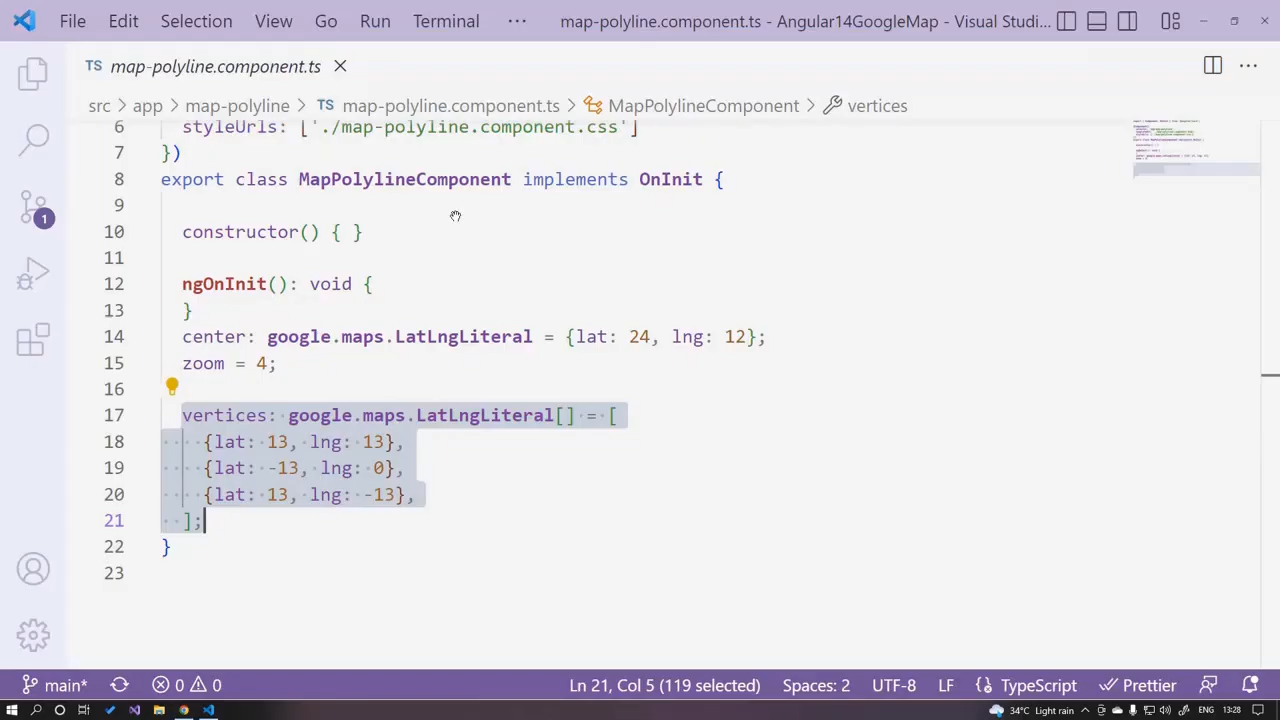 File Edit Selection View Go Run Terminal ··· map-polyline.component.ts - Angular14GoogleMap - Visual Studi...
TS map-polyline.component.ts
src > app > map-polyline > TS map-polyline.component.ts > MapPolylineComponent > vertices
6 styleUrls: ['./map-polyline.component.css']
7 })
8 export class MapPolylineComponent implements OnInit {
9
10 constructor() { }
11
12 ngOnInit(): void {
13 }
14 center: google.maps.LatLngLiteral = {lat: 24, lng: 12};
15 zoom = 4;
16
17 vertices: google.maps.LatLngLiteral[] = [
18 {lat: 13, lng: 13},
19 {lat: -13, lng: 0},
20 {lat: 13, lng: -13},
21 ];
22 }
23
1
main* 0 0 Ln 21, Col 5 (119 selected) Spaces: 2 UTF-8 LF {} TypeScript Prettier
34°C Light rain ENG 13:28